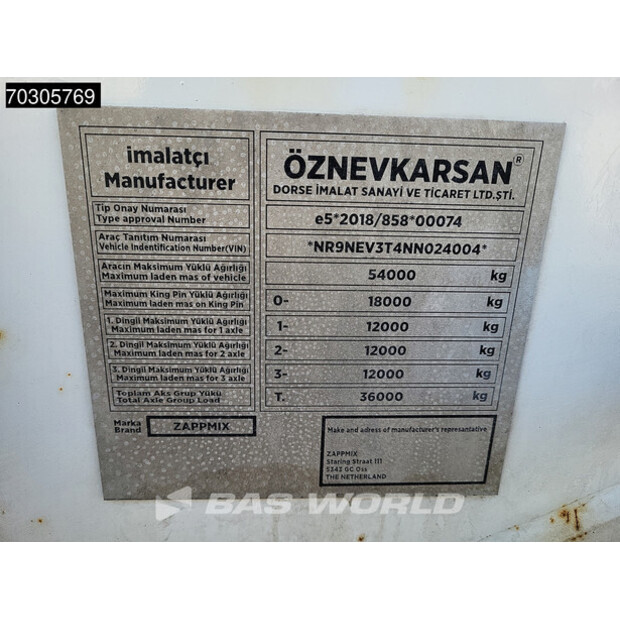 70305769
imalatçı
Manufacturer
ÖZNEVKARSAN®
DORSE İMALAT SANAYİ VE TİCARET LTD.ŞTİ.
Tip Onay Numarası
Type approval Number
e5*2018/858*00074
Araç Tanıtım Numarası
Vehicle Indentification Number(VIN)
*NR9NEV3T4NN024004*
Aracın Maksimum Yüklü Ağırlığı
Maximum laden mas of vehicle
54000 kg
Maximum King Pin Yüklü Ağırlığı
Maximum laden mas on King Pin
0- 18000 kg
1. Dingil Maksimum Yüklü Ağırlığı
Maximum laden mas for 1 axle
1- 12000 kg
2. Dingil Maksimum Yüklü Ağırlığı
Maximum laden mas for 2 axle
2- 12000 kg
3. Dingil Maksimum Yüklü Ağırlığı
Maximum laden mas for 3 axle
3- 12000 kg
Toplam Aks Grup Yükü
Total Axle Group Load
T. 36000 kg
Marka
Brand
ZAPPMIX
Make and adress of manufacturer's represantative
ZAPPMIX
Staring Straat 111
5343 GC Oss
THE NETHERLAND
BAS WORLD